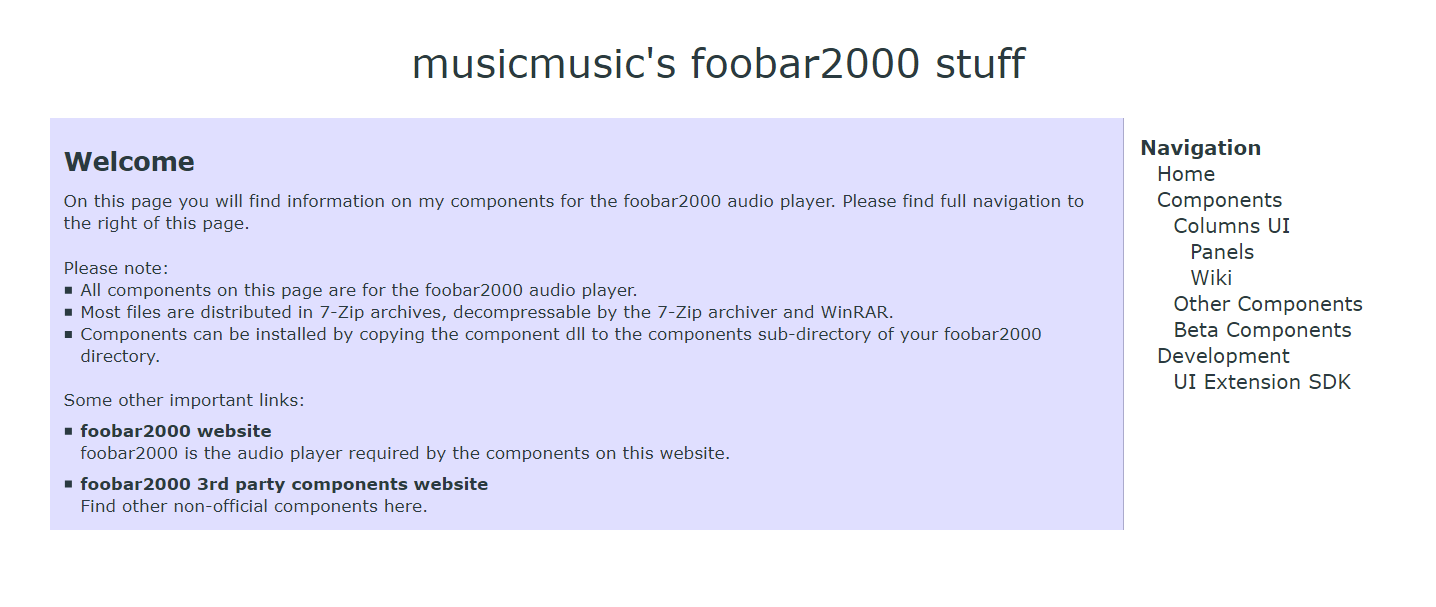 musicmusic's foobar2000 stuff
Welcome
On this page you will find information on my components for the foobar2000 audio player. Please find full navigation to
the right of this page.
Please note:
All components on this page are for the foobar2000 audio player.
Most files are distributed in 7-Zip archives, decompressable by the 7-Zip archiver and WinRAR.
Components can be installed by copying the component dll to the components sub-directory of your foobar2000
directory.
Some other important links:
foobar2000 website
foobar2000 is the audio player required by the components on this website.
foobar2000 3rd party components website
Find other non-official components here.
Navigation
Home
Components
Columns UI
Panels
Wiki
Other Components
Beta Components
Development
UI Extension SDK